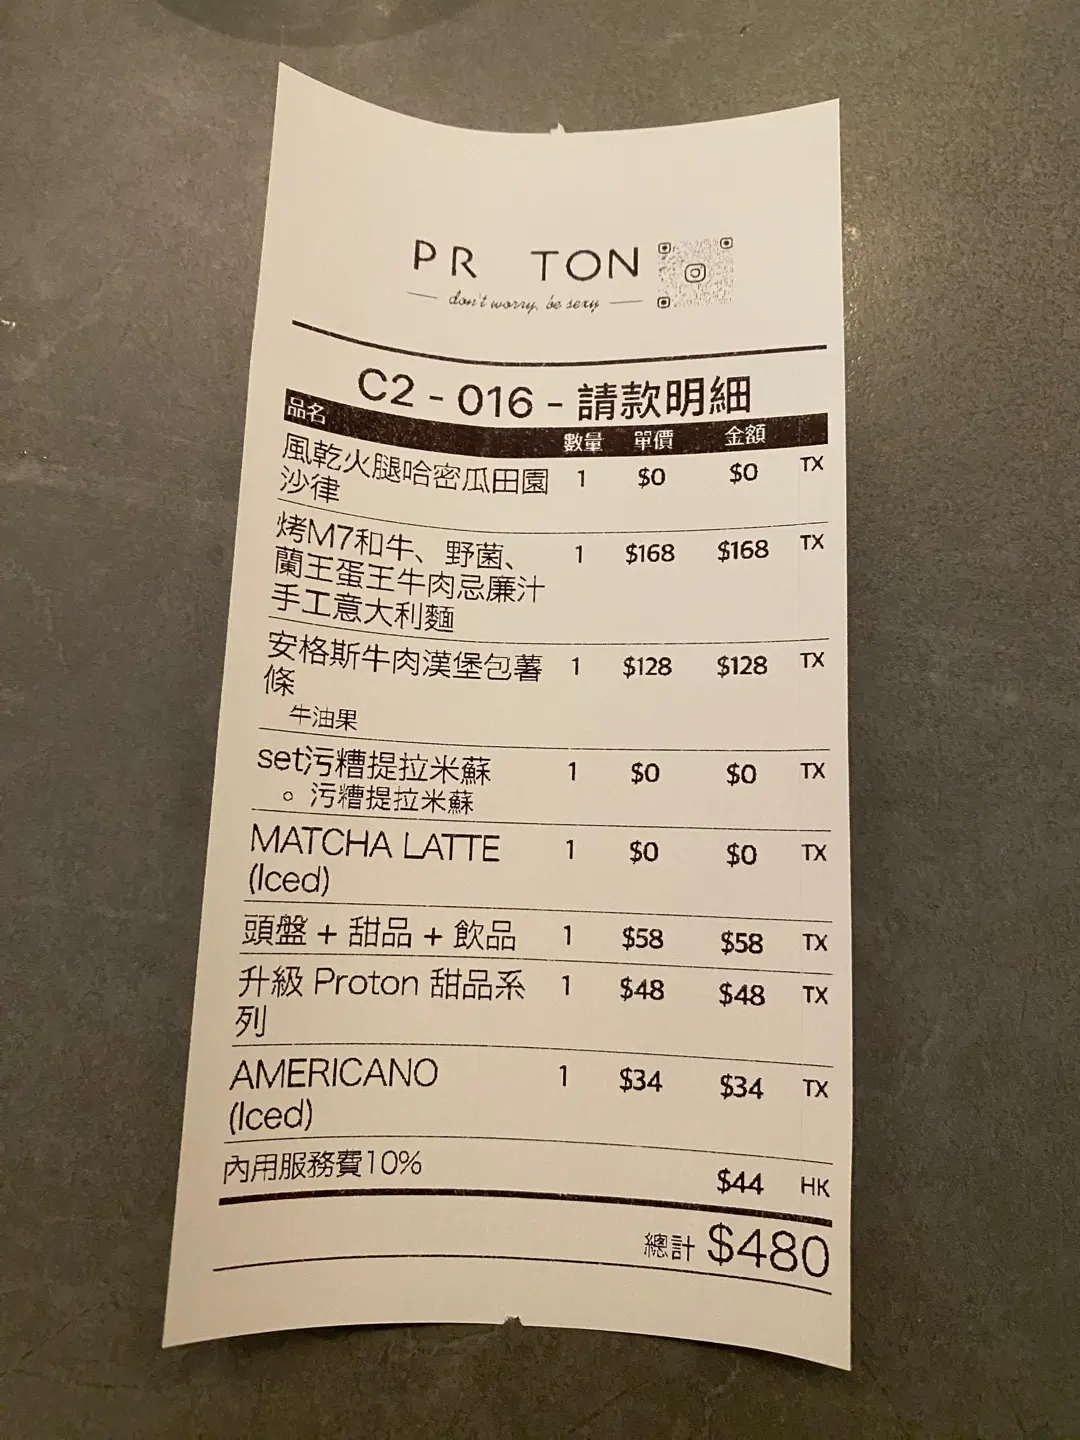 PR TON
don't worry, be sexy
C2 - 016 - 請款明細
品名 數量 單價 金額
風乾火腿哈密瓜田園 1 $0 $0 TX
沙律
烤M7和牛、野菌、 1 $168 $168 TX
蘭王蛋王牛肉忌廉汁
手工意大利麵
安格斯牛肉漢堡包薯 1 $128 $128 TX
條
牛油果
set污糟提拉米蘇 1 $0 $0 TX
。污糟提拉米蘇
MATCHA LATTE 1 $0 $0 TX
(Iced)
頭盤 + 甜品 + 飲品 1 $58 $58 TX
升級 Proton 甜品系 1 $48 $48 TX
列
AMERICANO 1 $34 $34 TX
(Iced)
內用服務費10% $44 HK
總計 $480